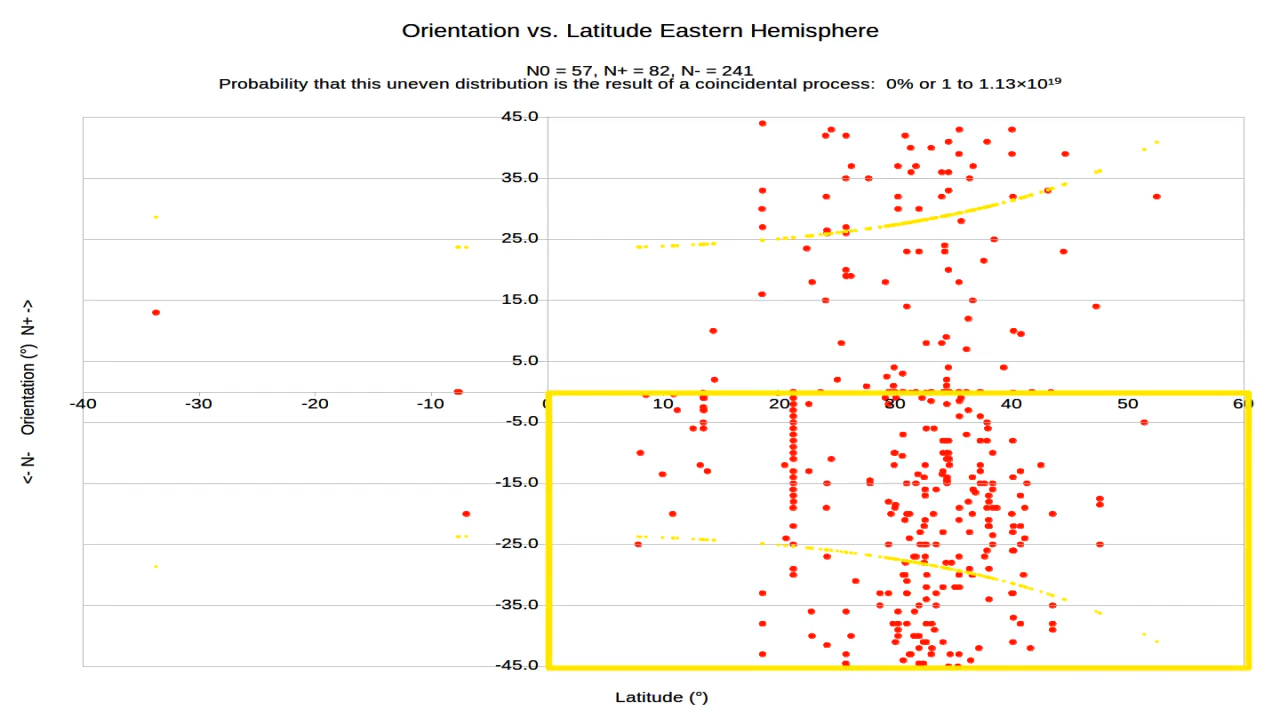 Orientation vs. Latitude Eastern Hemisphere
N0 = 57, N+ = 82, N- = 241
Probability that this uneven distribution is the result of a coincidental process:  0% or 1 to 1.13×10¹⁹
45.0
35.0
25.0
15.0
5.0
-40 -30 -20 -10 0 10 20 30 40 50 60
-5.0
-15.0
-25.0
-35.0
-45.0
<- N-   Orientation (°)  N+ ->
Latitude (°)